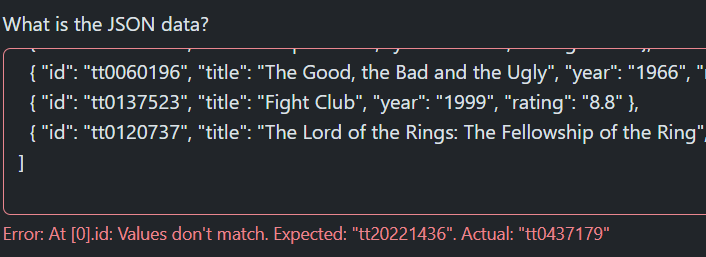 What is the JSON data?
{ "id": "tt0060196", "title": "The Good, the Bad and the Ugly", "year": "1966", "
{ "id": "tt0137523", "title": "Fight Club", "year": "1999", "rating": "8.8" },
{ "id": "tt0120737", "title": "The Lord of the Rings: The Fellowship of the Ring",
]
Error: At [0].id: Values don't match. Expected: "tt20221436". Actual: "tt0437179"